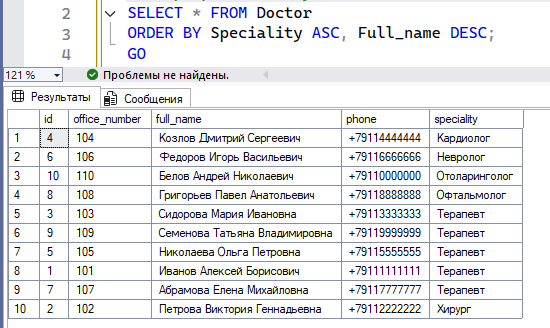 2 SELECT * FROM Doctor
3 ORDER BY Speciality ASC, Full_name DESC;
4 GO
121 % Проблемы не найдены.
Результаты Сообщения
id office_number full_name phone speciality
1 4 104 Козлов Дмитрий Сергеевич +79114444444 Кардиолог
2 6 106 Федоров Игорь Васильевич +79116666666 Невролог
3 10 110 Белов Андрей Николаевич +79110000000 Отоларинголог
4 8 108 Григорьев Павел Анатольевич +79118888888 Офтальмолог
5 3 103 Сидорова Мария Ивановна +79113333333 Терапевт
6 9 109 Семенова Татьяна Владимировна +79119999999 Терапевт
7 5 105 Николаева Ольга Петровна +79115555555 Терапевт
8 1 101 Иванов Алексей Борисович +79111111111 Терапевт
9 7 107 Абрамова Елена Михайловна +79117777777 Терапевт
10 2 102 Петрова Виктория Геннадьевна +79112222222 Хирург